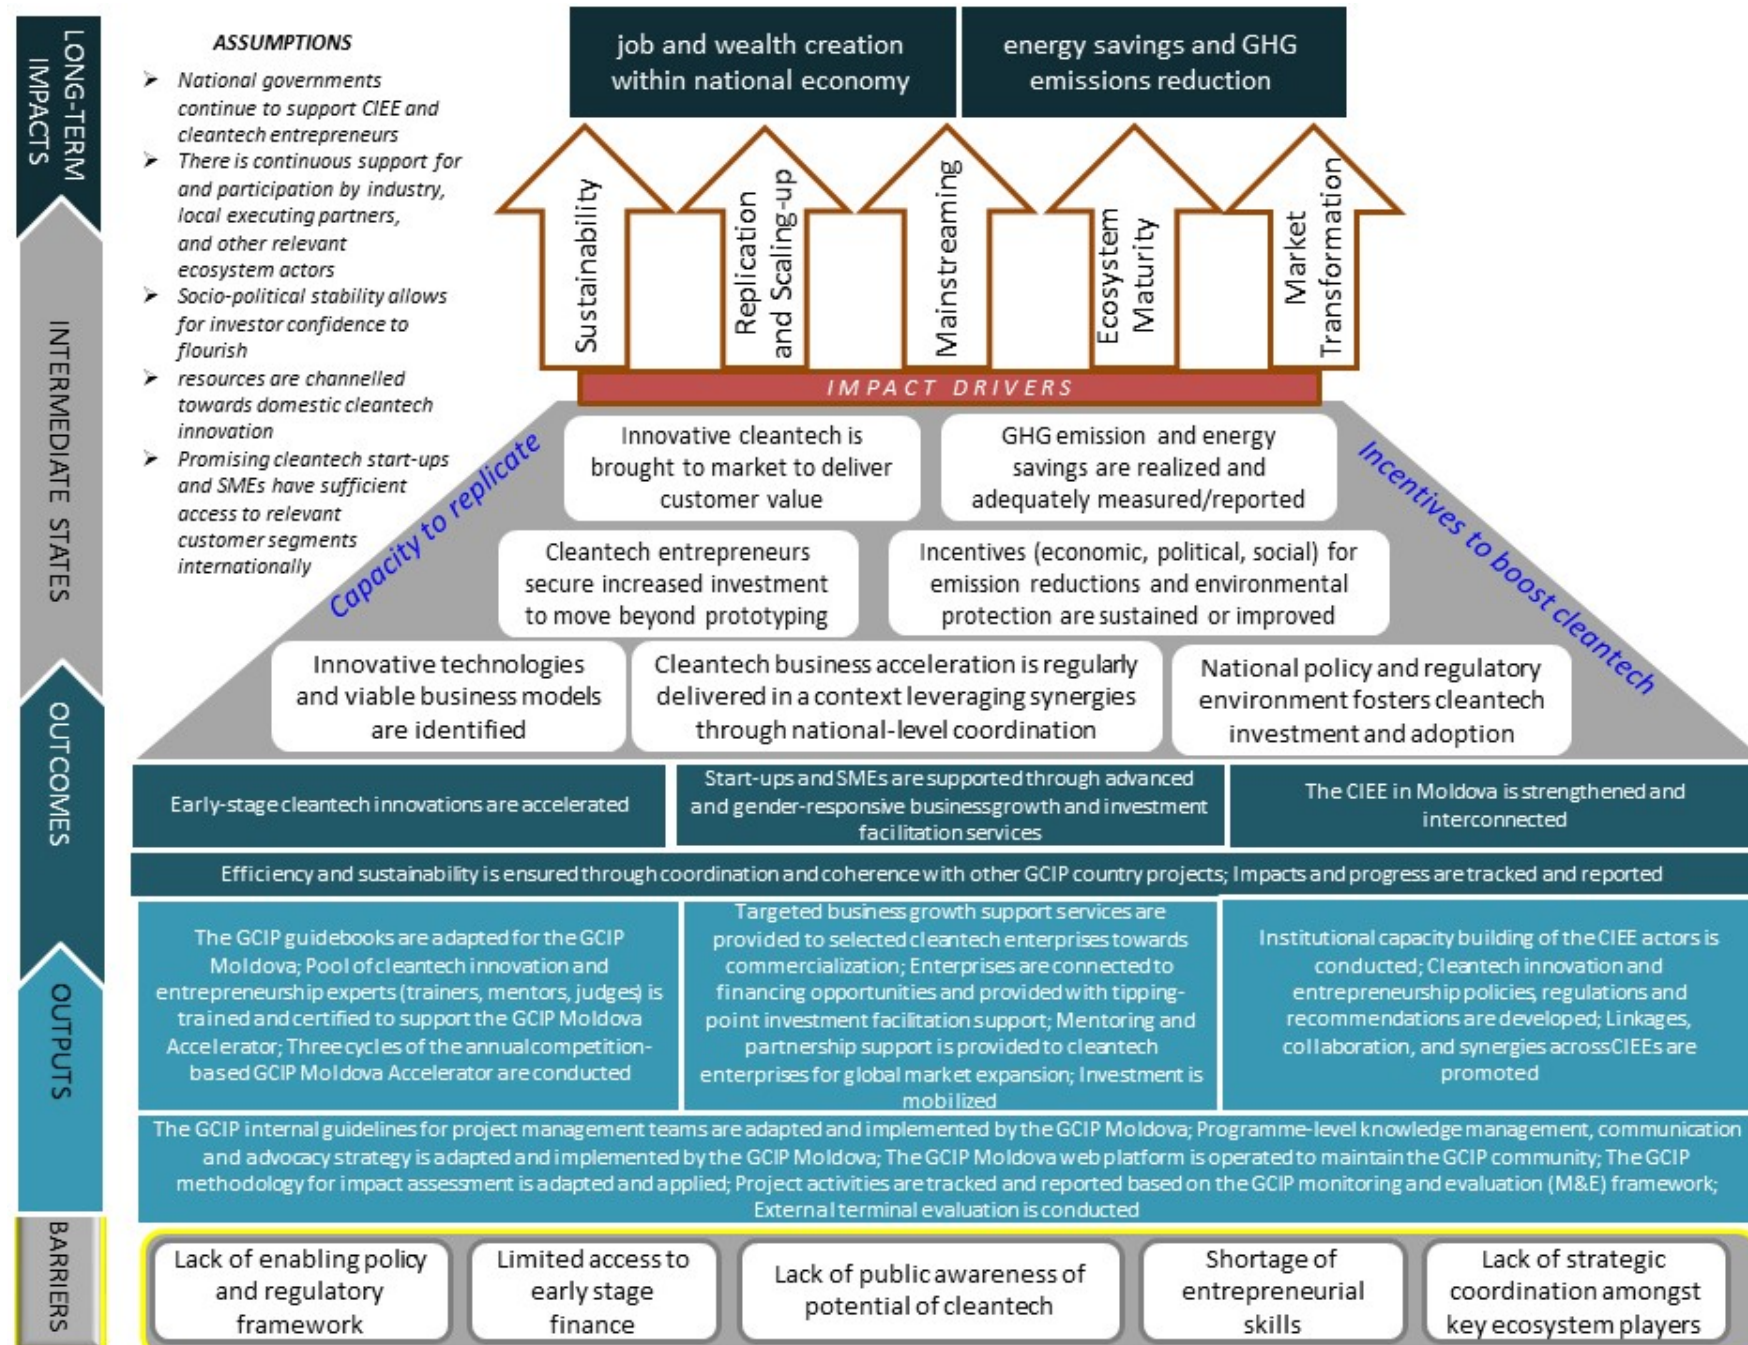 LONG-TERM
IMPACTS
INTERMEDIATE STATES
OUTCOMES
OUTPUTS
BARRIERS
ASSUMPTIONS
➢ National governments
continue to support CIEE and
cleantech entrepreneurs
➢ There is continuous support for
and participation by industry,
local executing partners,
and other relevant
ecosystem actors
➢ Socio-political stability allows
for investor confidence to
flourish
➢ resources are channelled
towards domestic cleantech
innovation
➢ Promising cleantech start-ups
and SMEs have sufficient
access to relevant
customer segments
internationally
job and wealth creation
within national economy
energy savings and GHG
emissions reduction
Sustainability
Replication
and Scaling-up
Mainstreaming
Ecosystem
Maturity
Market
Transformation
IMPACT DRIVERS
Capacity to replicate
Incentives to boost cleantech
Innovative cleantech is
brought to market to deliver
customer value
GHG emission and energy
savings are realized and
adequately measured/reported
Cleantech entrepreneurs
secure increased investment
to move beyond prototyping
Incentives (economic, political, social) for
emission reductions and environmental
protection are sustained or improved
Innovative technologies
and viable business models
are identified
Cleantech business acceleration is regularly
delivered in a context leveraging synergies
through national-level coordination
National policy and regulatory
environment fosters cleantech
investment and adoption
Early-stage cleantech innovations are accelerated
Start-ups and SMEs are supported through advanced
and gender-responsive business growth and investment
facilitation services
The CIEE in Moldova is strengthened and
interconnected
Efficiency and sustainability is ensured through coordination and coherence with other GCIP country projects; Impacts and progress are tracked and reported
The GCIP guidebooks are adapted for the GCIP
Moldova; Pool of cleantech innovation and
entrepreneurship experts (trainers, mentors, judges) is
trained and certified to support the GCIP Moldova
Accelerator; Three cycles of the annual competition-
based GCIP Moldova Accelerator are conducted
Targeted business growth support services are
provided to selected cleantech enterprises towards
commercialization; Enterprises are connected to
financing opportunities and provided with tipping-
point investment facilitation support; Mentoring and
partnership support is provided to cleantech
enterprises for global market expansion; Investment is
mobilized
Institutional capacity building of the CIEE actors is
conducted; Cleantech innovation and
entrepreneurship policies, regulations and
recommendations are developed; Linkages,
collaboration, and synergies across CIEEs are
promoted
The GCIP internal guidelines for project management teams are adapted and implemented by the GCIP Moldova; Programme-level knowledge management, communication
and advocacy strategy is adapted and implemented by the GCIP Moldova; The GCIP Moldova web platform is operated to maintain the GCIP community; The GCIP
methodology for impact assessment is adapted and applied; Project activities are tracked and reported based on the GCIP monitoring and evaluation (M&E) framework;
External terminal evaluation is conducted
Lack of enabling policy
and regulatory
framework
Limited access to
early stage
finance
Lack of public awareness of
potential of cleantech
Shortage of
entrepreneurial
skills
Lack of strategic
coordination amongst
key ecosystem players